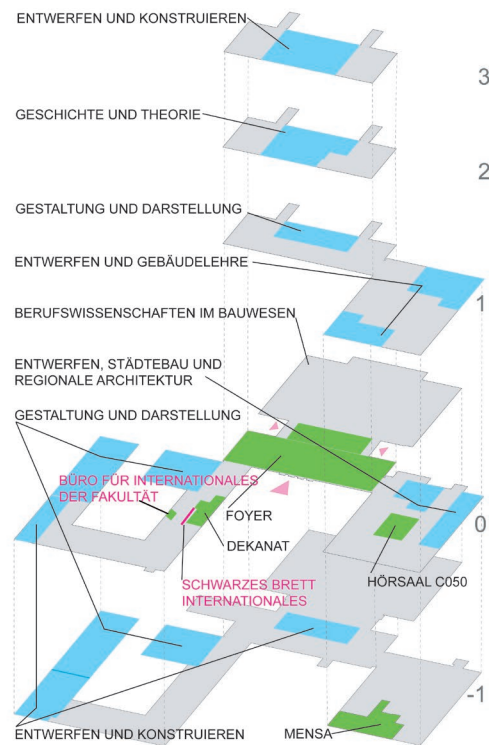 ENTWERFEN UND KONSTRUIEREN
3
GESCHICHTE UND THEORIE
2
GESTALTUNG UND DARSTELLUNG
ENTWERFEN UND GEBÄUDELEHRE
1
BERUFSWISSENSCHAFTEN IM BAUWESEN
ENTWERFEN, STÄDTEBAU UND
REGIONALE ARCHITEKTUR
GESTALTUNG UND DARSTELLUNG
BÜRO FÜR INTERNATIONALES
DER FAKULTÄT
FOYER
0
DEKANAT
SCHWARZES BRETT
INTERNATIONALES
HÖRSAAL C050
-1
ENTWERFEN UND KONSTRUIEREN
MENSA